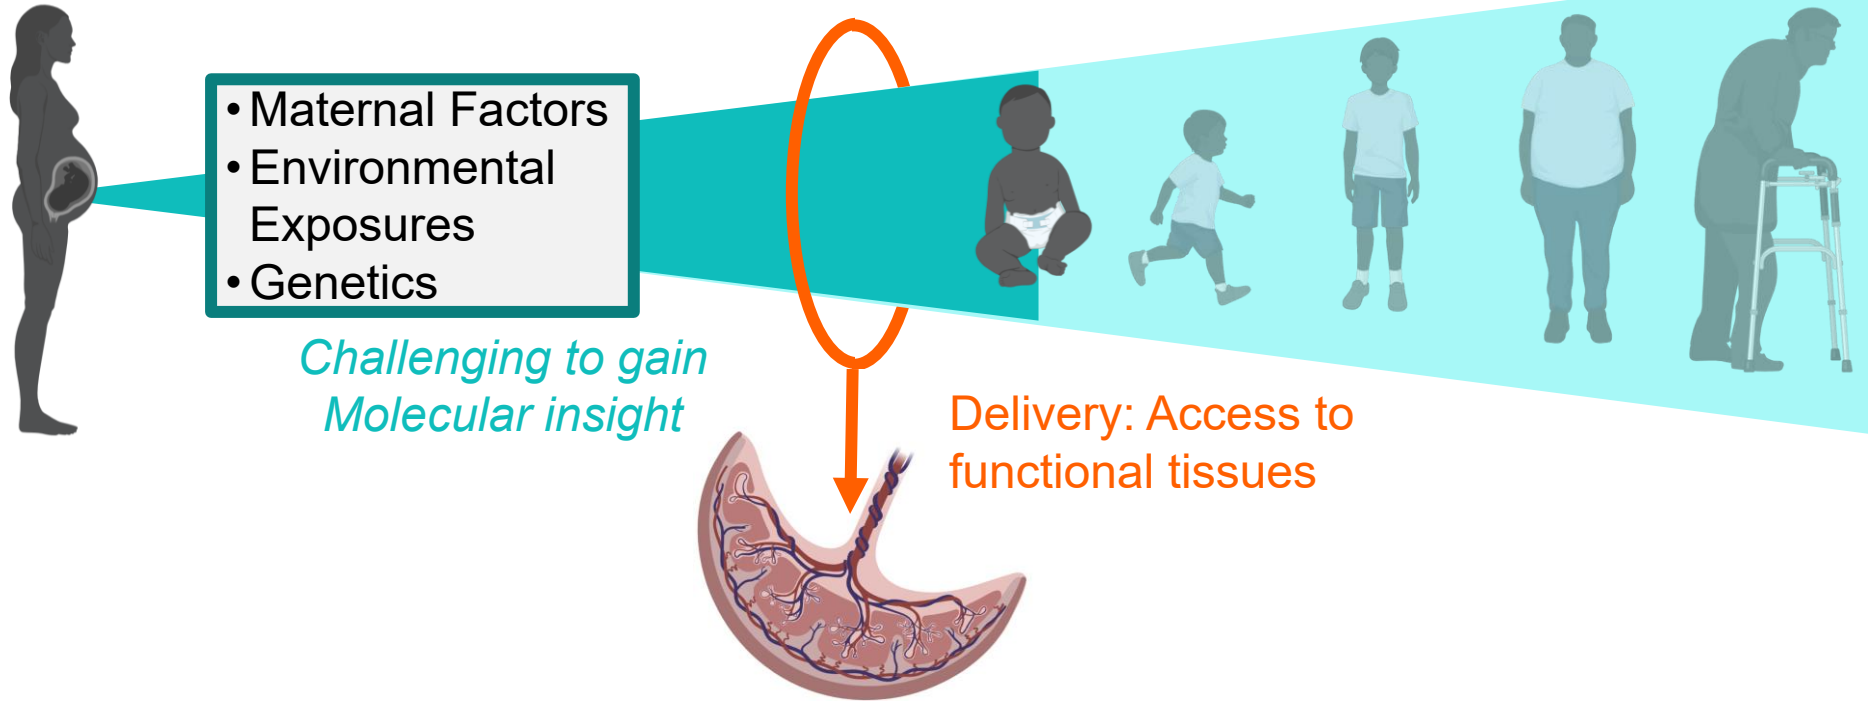 • Maternal Factors
• Environmental
Exposures
• Genetics
Challenging to gain
Molecular insight
Delivery: Access to
functional tissues